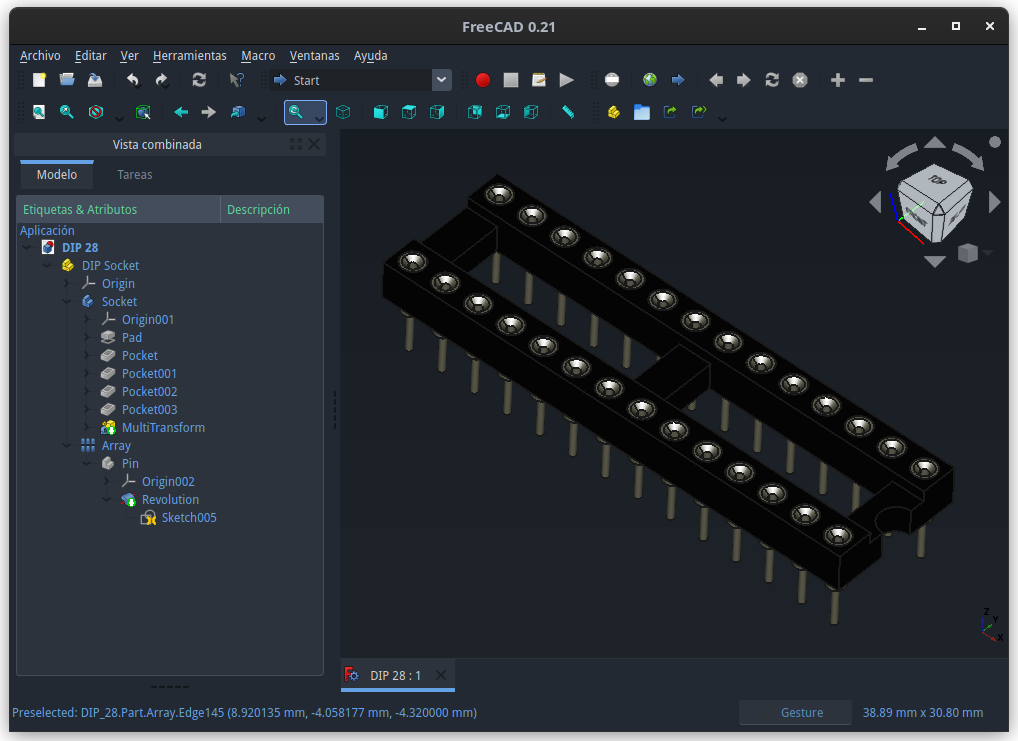 FreeCAD 0.21
Archivo Editar Ver Herramientas Macro Ventanas Ayuda
Start
Vista combinada
Modelo Tareas
Etiquetas & Atributos Descripción
Aplicación
DIP 28
DIP Socket
Origin
Socket
Origin001
Pad
Pocket
Pocket001
Pocket002
Pocket003
MultiTransform
Array
Pin
Origin002
Revolution
Sketch005
TOP
FRONT
Z
Y
X
DIP 28 : 1
Preselected: DIP_28.Part.Array.Edge145 (8.920135 mm, -4.058177 mm, -4.320000 mm)
Gesture
38.89 mm x 30.80 mm